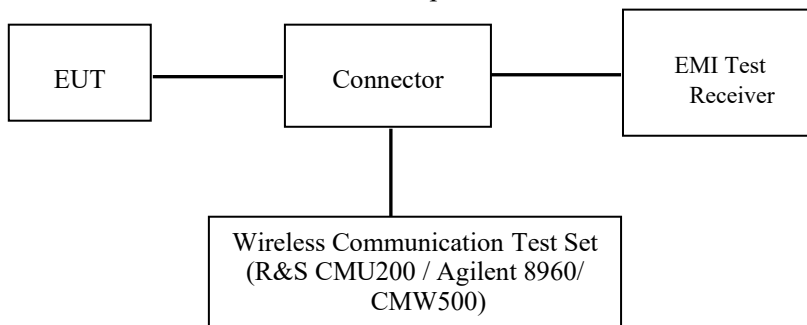 EUT
Connector
EMI Test
Receiver
Wireless Communication Test Set
(R&S CMU200 / Agilent 8960/
CMW500)